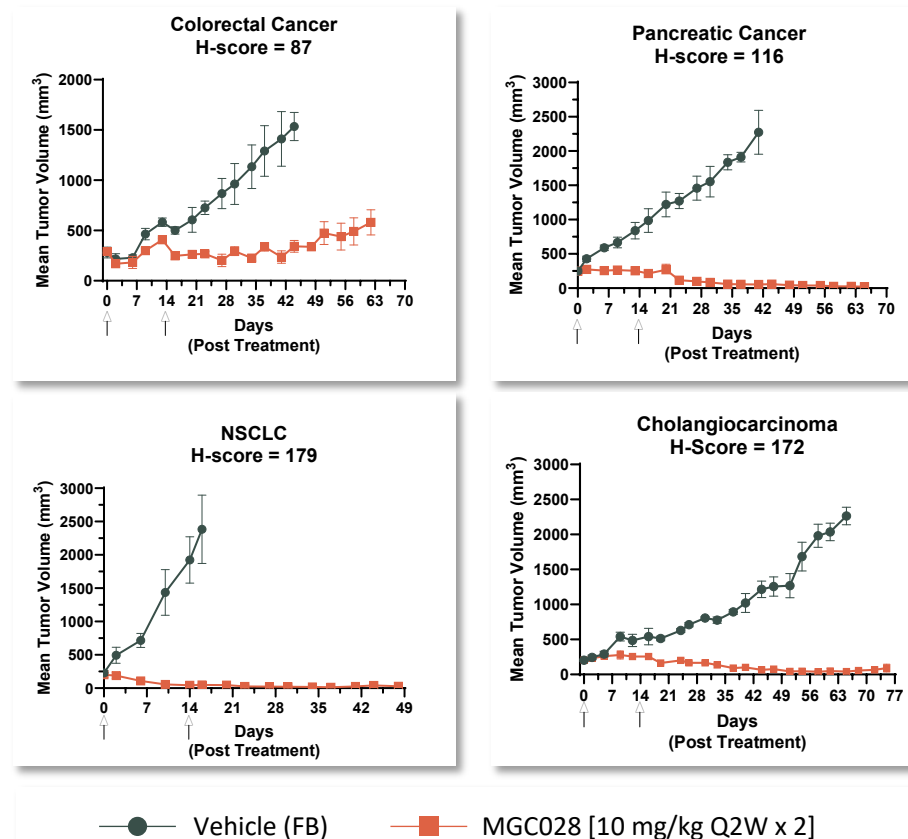 Colorectal Cancer
H-score = 87
Mean Tumor Volume (mm³)
2000
1500
1000
500
0
0 7 14 21 28 35 42 49 56 63 70
Days
(Post Treatment)
Pancreatic Cancer
H-score = 116
Mean Tumor Volume (mm³)
3000
2500
2000
1500
1000
500
0
0 7 14 21 28 35 42 49 56 63 70
Days
(Post Treatment)
NSCLC
H-score = 179
Mean Tumor Volume (mm³)
3000
2500
2000
1500
1000
500
0
0 7 14 21 28 35 42 49
Days
(Post Treatment)
Cholangiocarcinoma
H-Score = 172
Mean Tumor Volume (mm³)
3000
2500
2000
1500
1000
500
0
0 7 14 21 28 35 42 49 56 63 70 77
Days
(Post Treatment)
Vehicle (FB) MGC028 [10 mg/kg Q2W x 2]